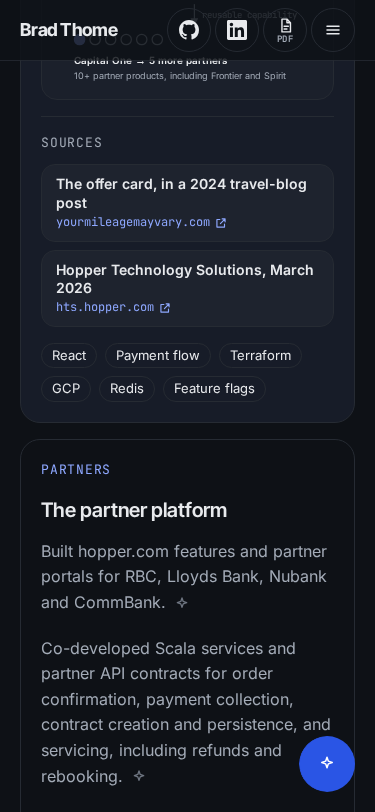 Brad Thome
reusable capability
PDF
Capital One → 5 more partners
10+ partner products, including Frontier and Spirit
SOURCES
The offer card, in a 2024 travel-blog
post
yourmileagemayvary.com
Hopper Technology Solutions, March
2026
hts.hopper.com
React
Payment flow
Terraform
GCP
Redis
Feature flags
PARTNERS
The partner platform
Built hopper.com features and partner
portals for RBC, Lloyds Bank, Nubank
and CommBank.
Co-developed Scala services and
partner API contracts for order
confirmation, payment collection,
contract creation and persistence, and
servicing, including refunds and
rebooking.